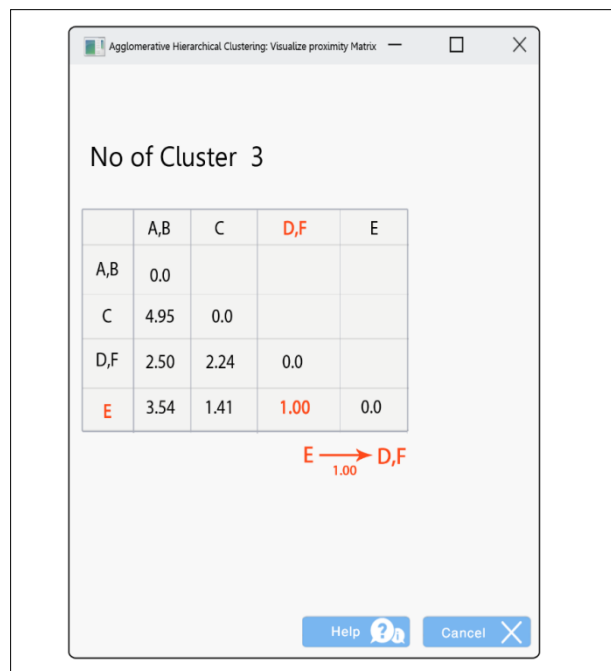 Agglomerative Hierarchical Clustering: Visualize proximity Matrix
No of Cluster 3
A,B C D,F E
A,B 0.0
C 4.95 0.0
D,F 2.50 2.24 0.0
E 3.54 1.41 1.00 0.0
E → D,F
1.00
Help ?
Cancel